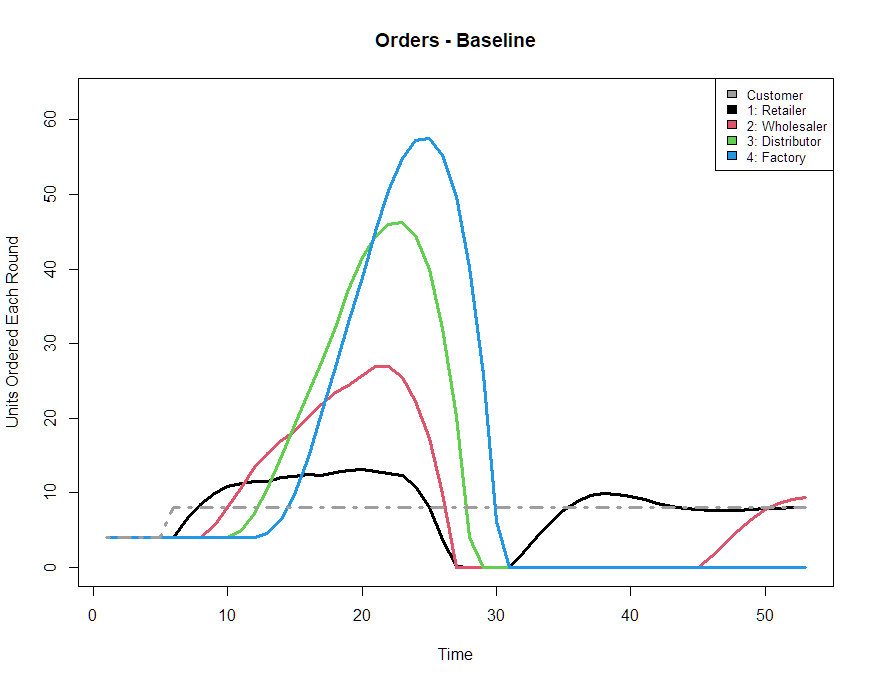 Orders - Baseline
Customer
1: Retailer
2: Wholesaler
3: Distributor
4: Factory
Units Ordered Each Round
60
50
40
30
20
10
0
0 10 20 30 40 50
Time